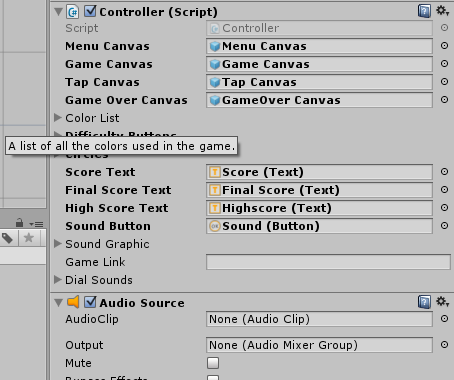 Controller (Script)
Script Controller
Menu Canvas Menu Canvas
Game Canvas Game Canvas
Tap Canvas Tap Canvas
Game Over Canvas GameOver Canvas
Color List
Difficulty Buttons
A list of all the colors used in the game.
Circles
Score Text Score (Text)
Final Score Text Final Score (Text)
High Score Text Highscore (Text)
Sound Button Sound (Button)
Sound Graphic
Game Link
Dial Sounds
Audio Source
AudioClip None (Audio Clip)
Output None (Audio Mixer Group)
Mute
Bypass Effects